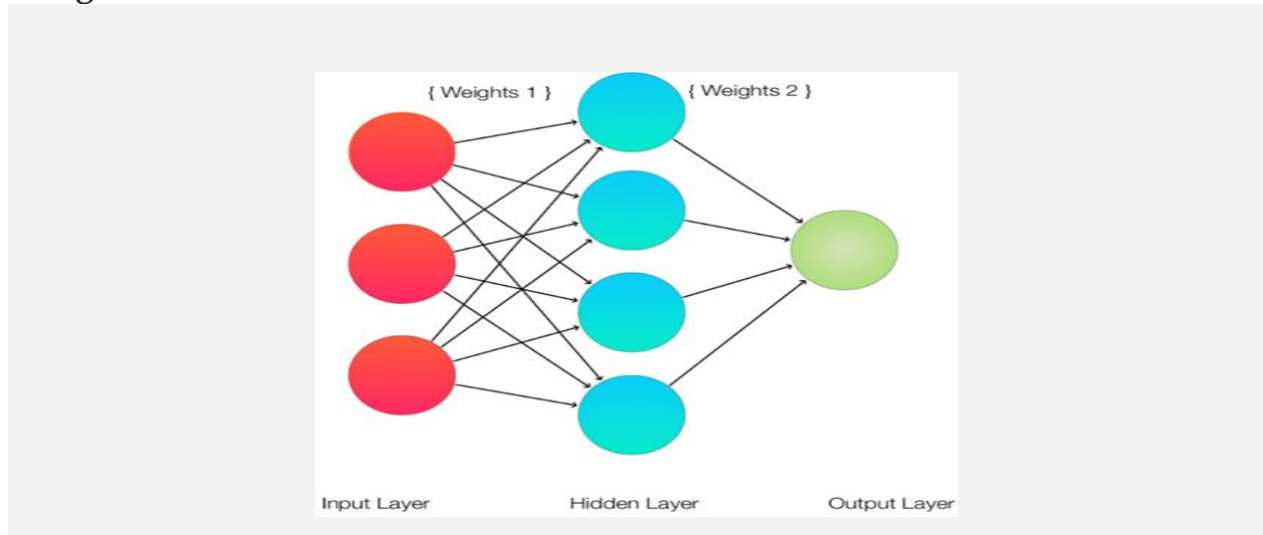 { Weights 1 } { Weights 2 }
Input Layer Hidden Layer Output Layer